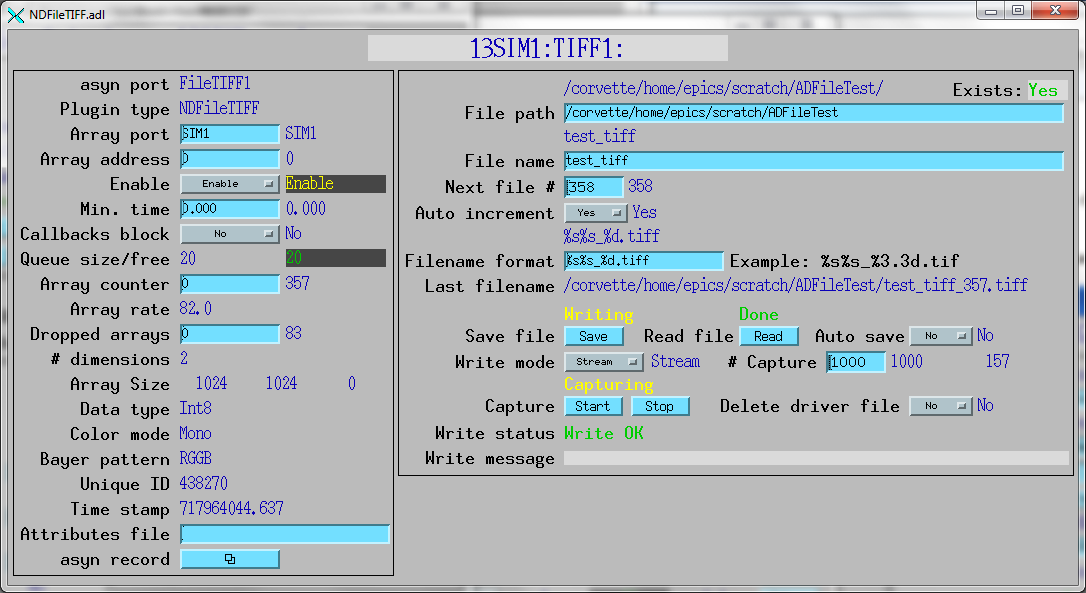 NDFileTIFF.adl
13SIM1:TIFF1:
asyn port FileTIFF1
Plugin type NDFileTIFF
Array port SIM1 SIM1
Array address 0 0
Enable Enable Enable
Min. time 0.000 0.000
Callbacks block No No
Queue size/free 20 20
Array counter 0 357
Array rate 82.0
Dropped arrays 0 83
# dimensions 2
Array Size 1024 1024 0
Data type Int8
Color mode Mono
Bayer pattern RGGB
Unique ID 438270
Time stamp 717964044.637
Attributes file
asyn record
/corvette/home/epics/scratch/ADFileTest/ Exists: Yes
File path /corvette/home/epics/scratch/ADFileTest
test_tiff
File name test_tiff
Next file # 358 358
Auto increment Yes Yes
%s%s_%d.tiff
Filename format %s%s_%d.tiff Example: %s%s_%3.3d.tif
Last filename /corvette/home/epics/scratch/ADFileTest/test_tiff_357.tiff
Writing Done
Save file Save Read file Read Auto save No No
Write mode Stream Stream # Capture 1000 1000 157
Capturing
Capture Start Stop Delete driver file No No
Write status Write OK
Write message